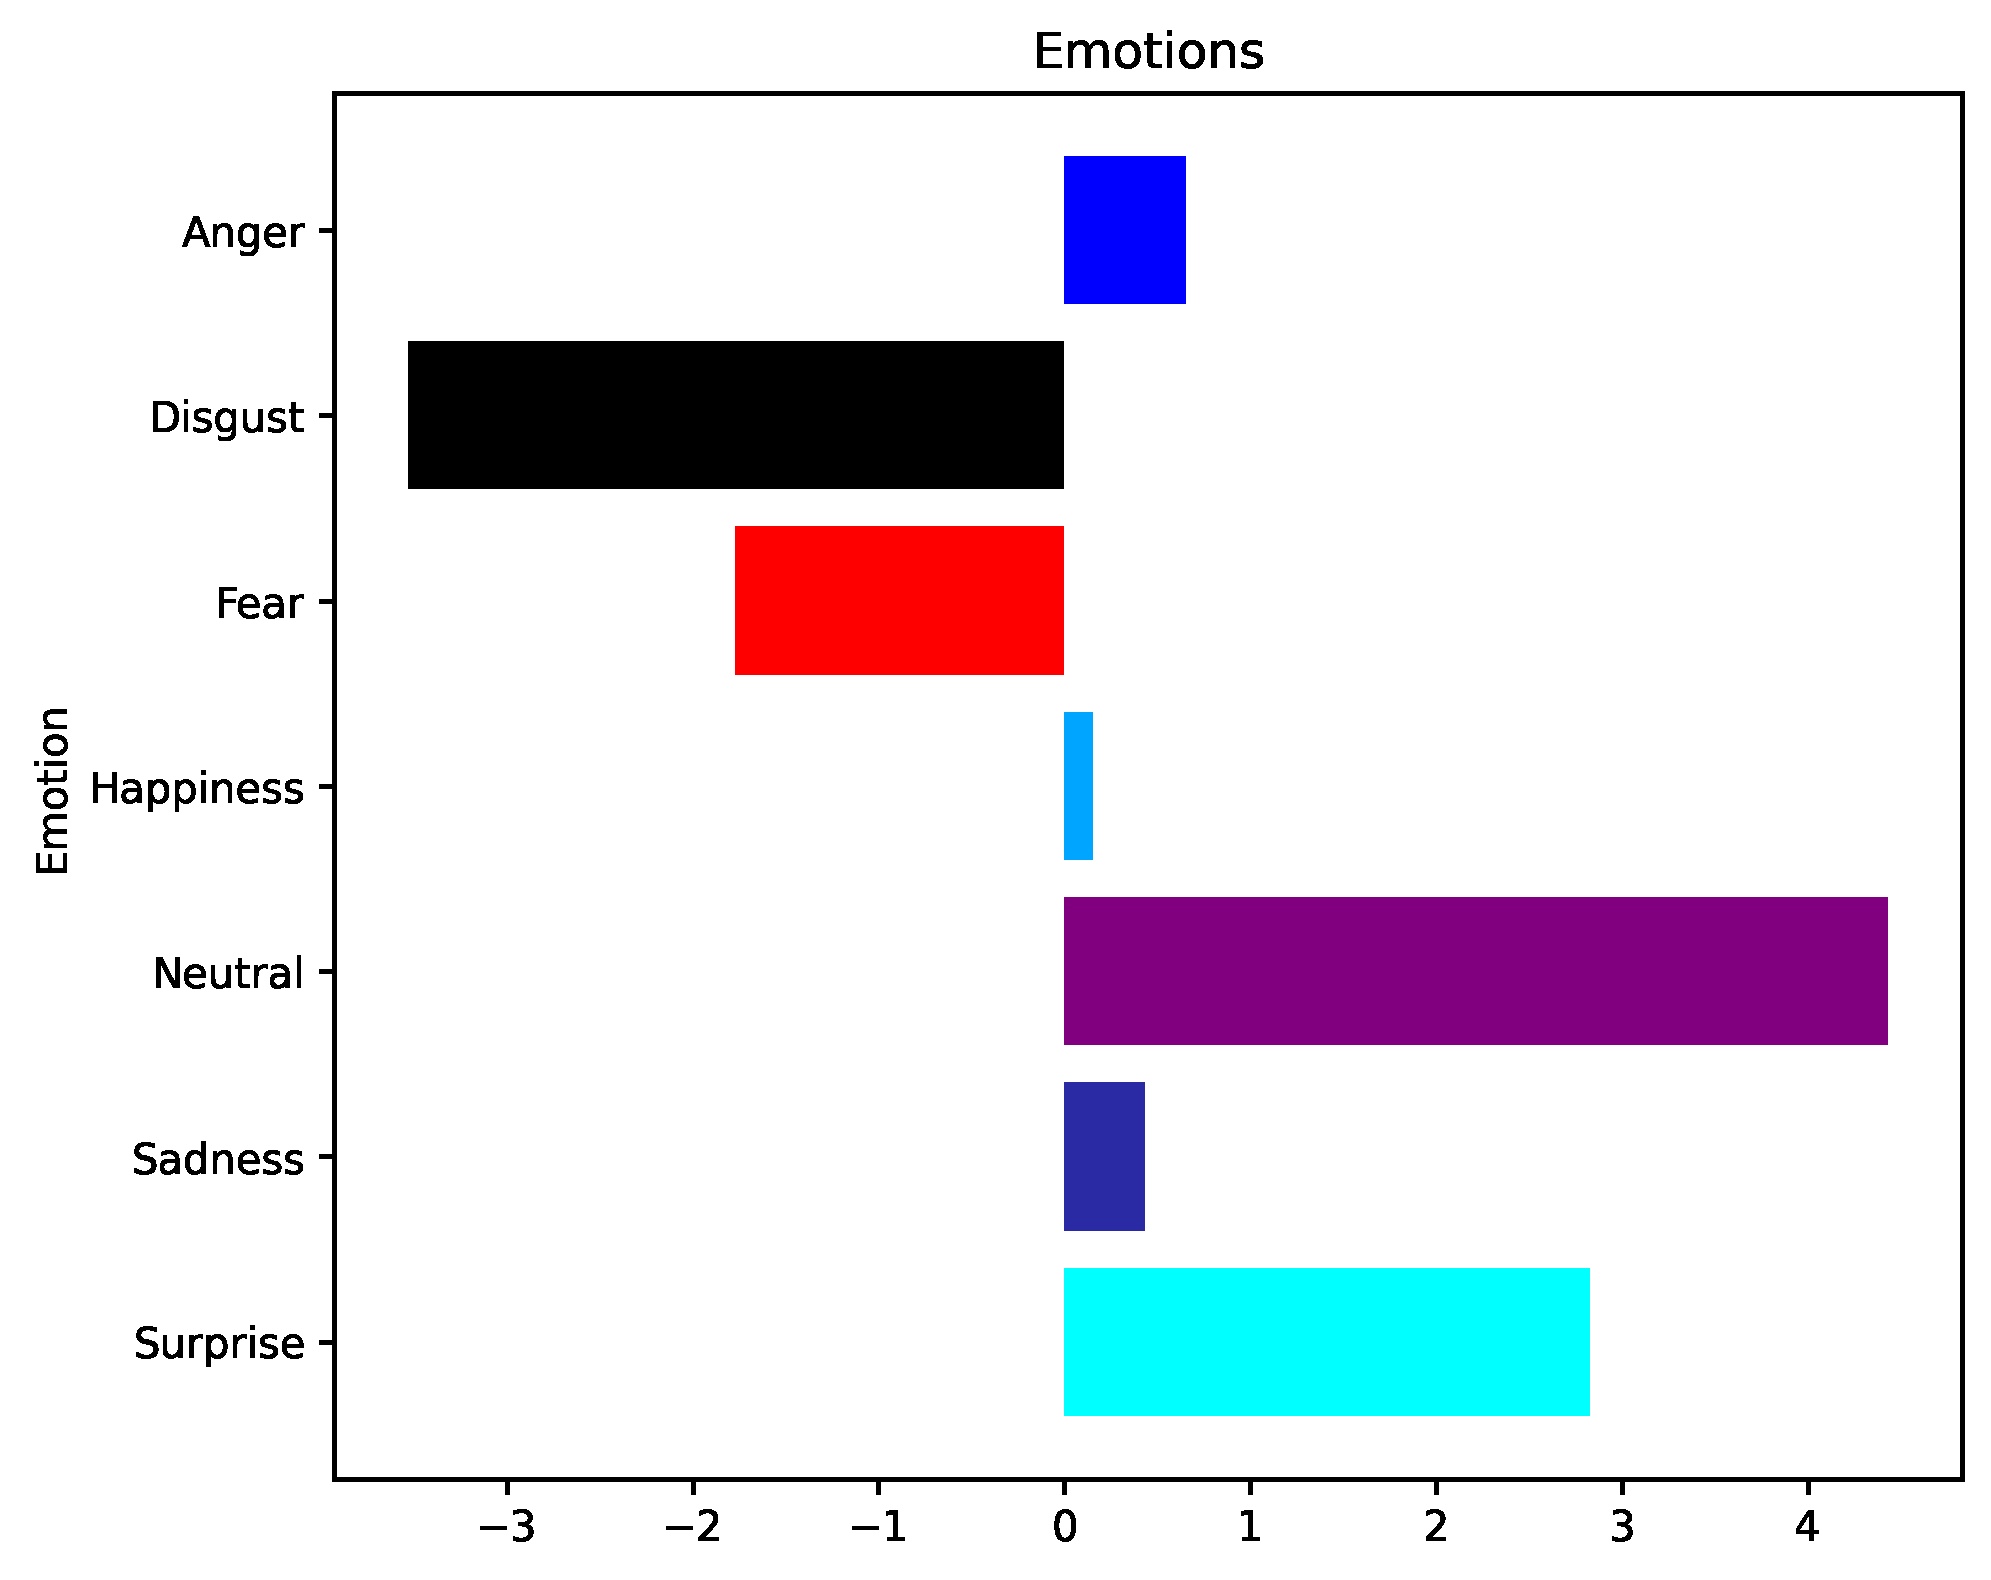 Emotions
Anger
Disgust
Fear
Happiness
Neutral
Sadness
Surprise
Emotion
−3 −2 −1 0 1 2 3 4